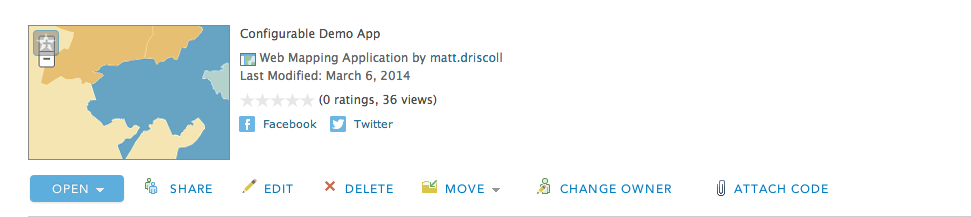 Configurable Demo App
Web Mapping Application by matt.driscoll
Last Modified: March 6, 2014
(0 ratings, 36 views)
Facebook Twitter
OPEN SHARE EDIT DELETE MOVE CHANGE OWNER ATTACH CODE